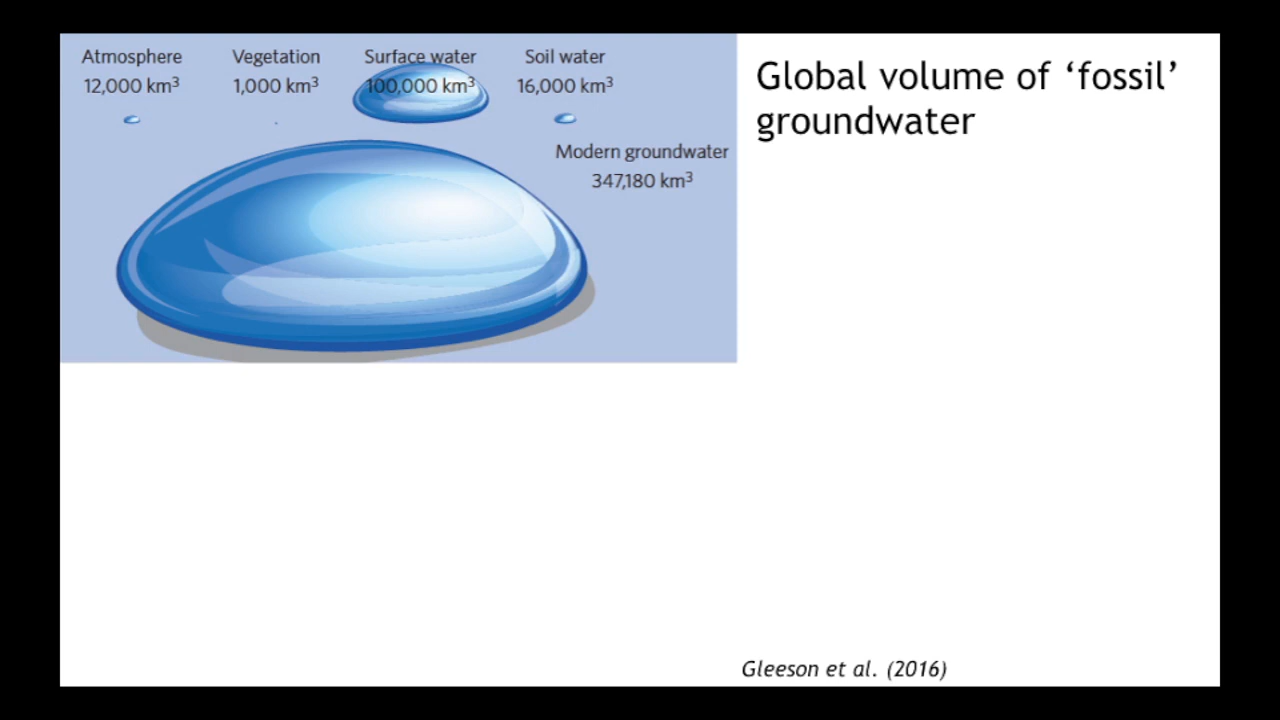 Atmosphere
12,000 km³
Vegetation
1,000 km³
Surface water
100,000 km³
Soil water
16,000 km³
Modern groundwater
347,180 km³
Global volume of ‘fossil’
groundwater
Gleeson et al. (2016)